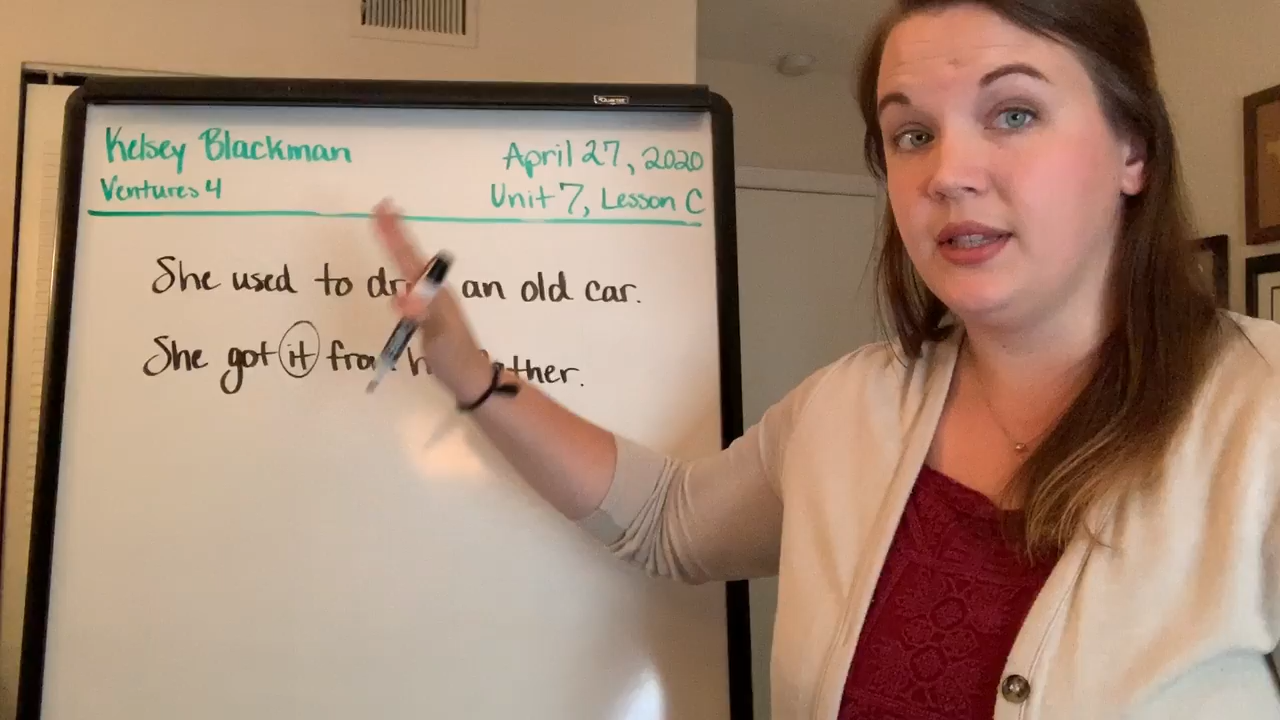 Quartet
Kelsey Blackman
Ventures 4
April 27, 2020
Unit 7, Lesson C
She used to an old car.
She got it